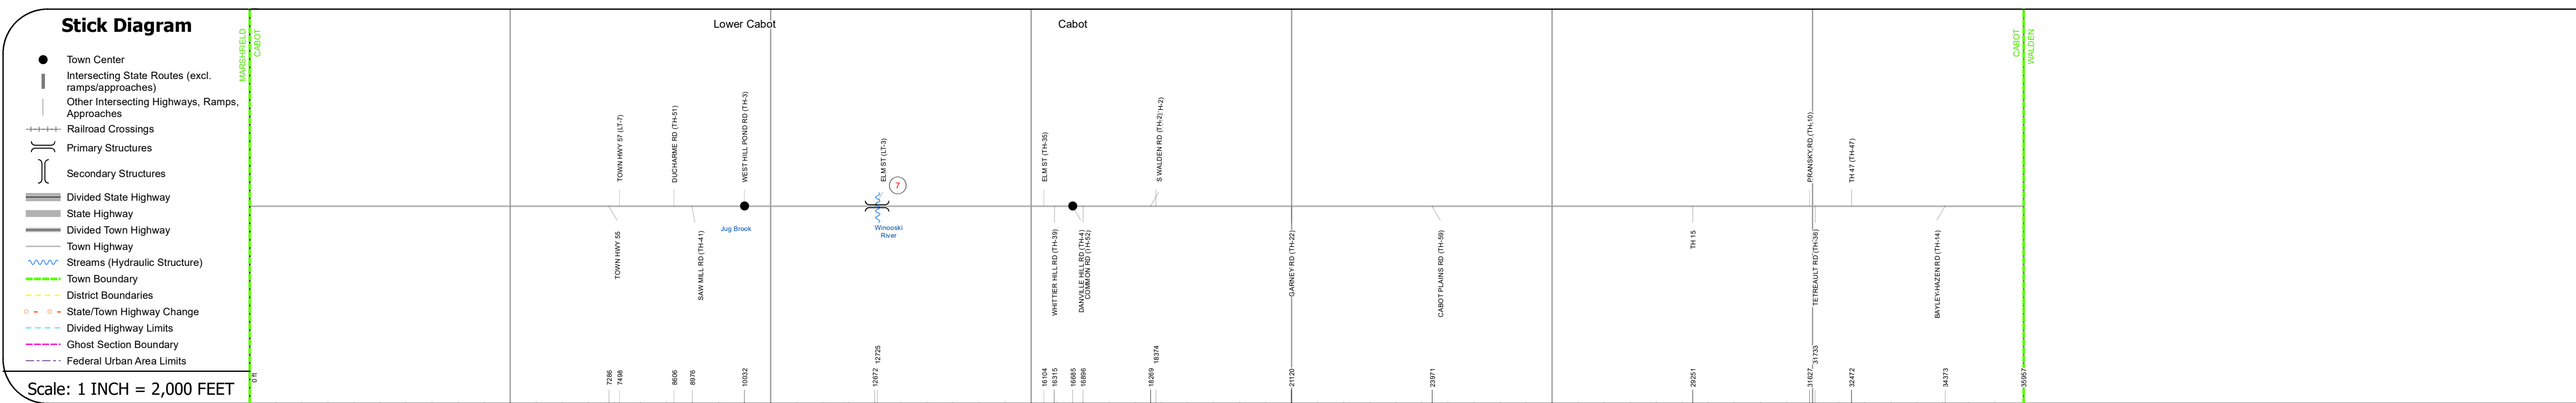 Stick Diagram
Town Center
Intersecting State Routes (excl.
ramps/approaches)
Other Intersecting Highways, Ramps,
Approaches
Railroad Crossings
Primary Structures
Secondary Structures
Divided State Highway
State Highway
Divided Town Highway
Town Highway
Streams (Hydraulic Structure)
Town Boundary
District Boundaries
State/Town Highway Change
Divided Highway Limits
Ghost Section Boundary
Federal Urban Area Limits
Scale: 1 INCH = 2,000 FEET
MARSHFIELD
CABOT
Lower Cabot
Cabot
CABOT
WALDEN
TOWN HWY 57 (LT-7)
DUCHARME RD (TH-51)
WEST HILL POND RD (TH-3)
ELM ST (LT-3)
7
ELM ST (TH-35)
S WALDEN RD (TH-2);TH-2)
PRANSKY RD (TH-10)
TH 47 (TH-47)
TOWN HWY 55
SAW MILL RD (TH-41)
Jug Brook
Winooski
River
WHITTIER HILL RD (TH-39)
DANVILLE HILL RD (TH-4)
COMMON RD (TH-52)
GARNEY RD (TH-22)
CABOT PLAINS RD (TH-59)
TH 15
TETREAULT RD (TH-36)
BAYLEY-HAZEN RD (TH-14)
0 ft
7286
7498
8606
8976
10032
12672
12725
16104
16315
16685
16896
18269
18374
21120
23971
29251
31627
31733
32472
34373
35957